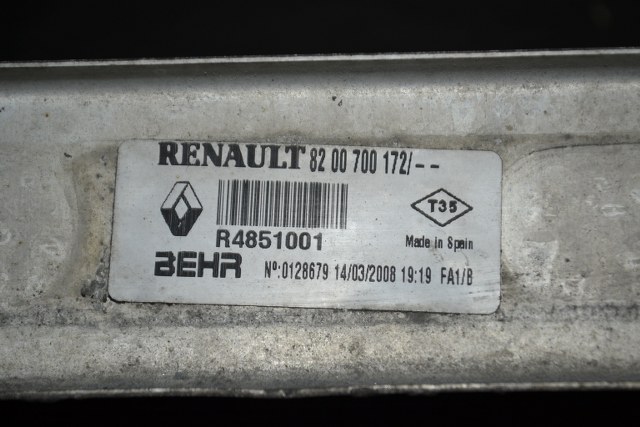 RENAULT 82 00 700 172/--
T35
R4851001
Made in Spain
BEHR Nº:0128679 14/03/2008 19:19 FA1/B